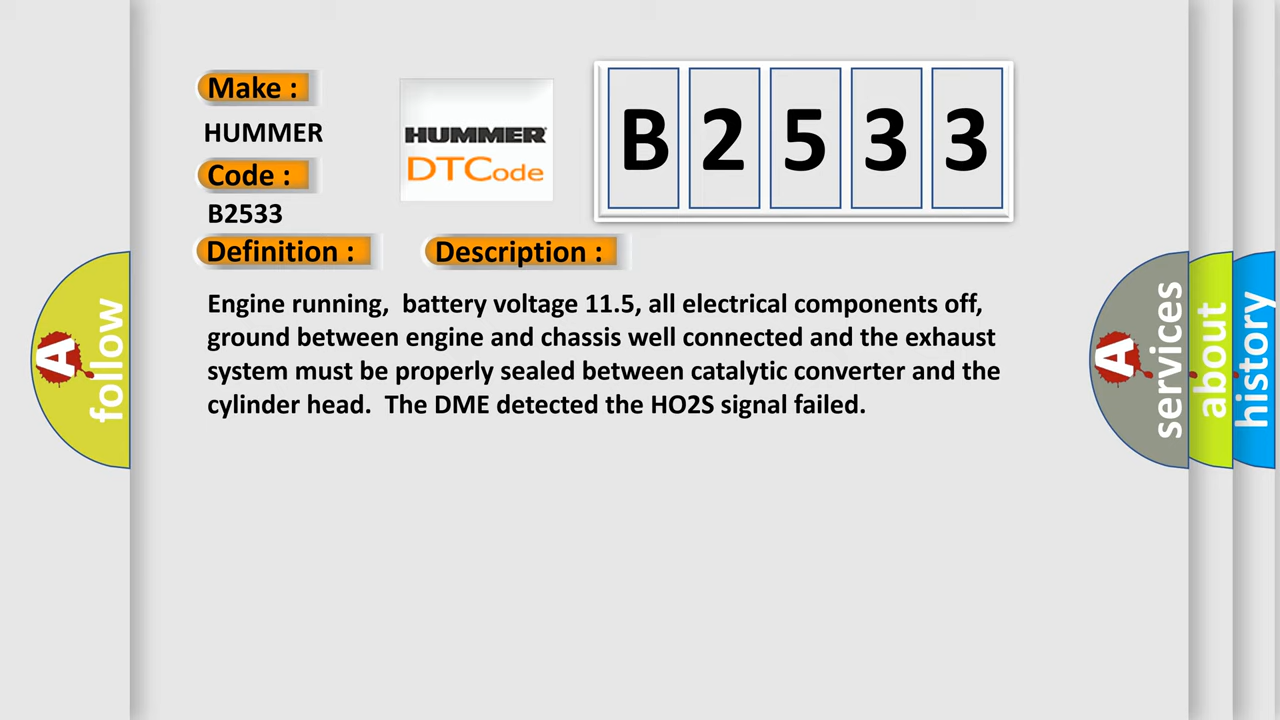 Make :
HUMMER
Code :
B2533
Definition :
Description :
HUMMER
DTCode
B 2 5 3 3
Engine running,  battery voltage 11.5, all electrical components off,
ground between engine and chassis well connected and the exhaust
system must be properly sealed between catalytic converter and the
cylinder head  The DME detected the HO2S signal failed.
A
follow
A
services
about
history